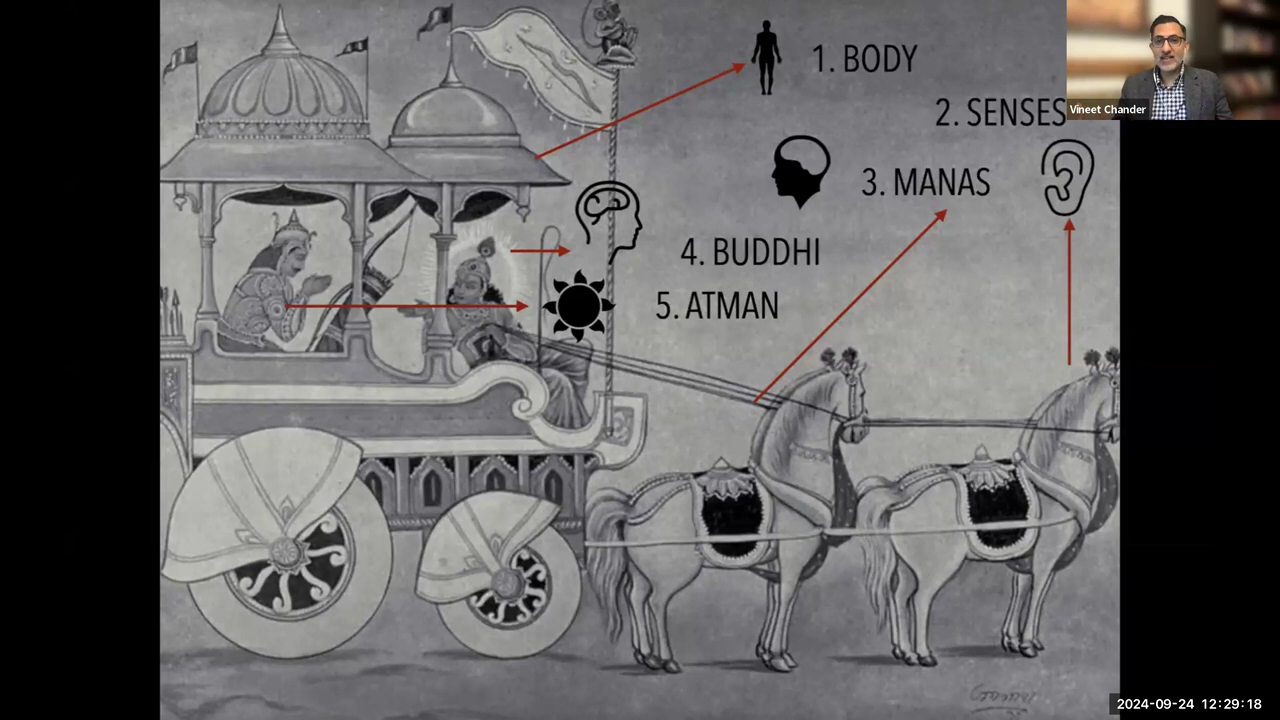 1. BODY
2. SENSES
Vineet Chander
3. MANAS
4. BUDDHI
5. ATMAN
2024-09-24 12:29:18